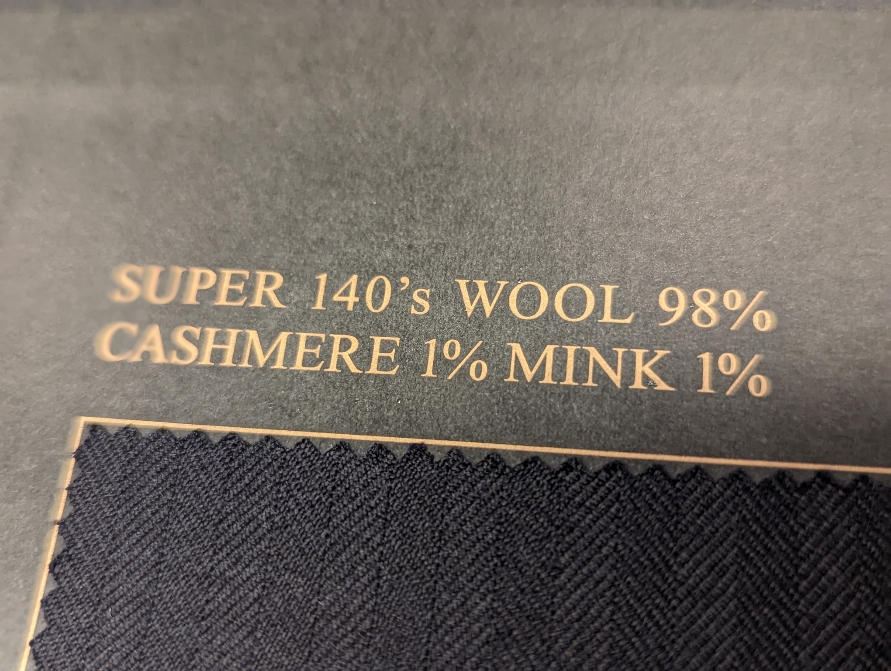 SUPER 140’s WOOL 98%
CASHMERE 1% MINK 1%